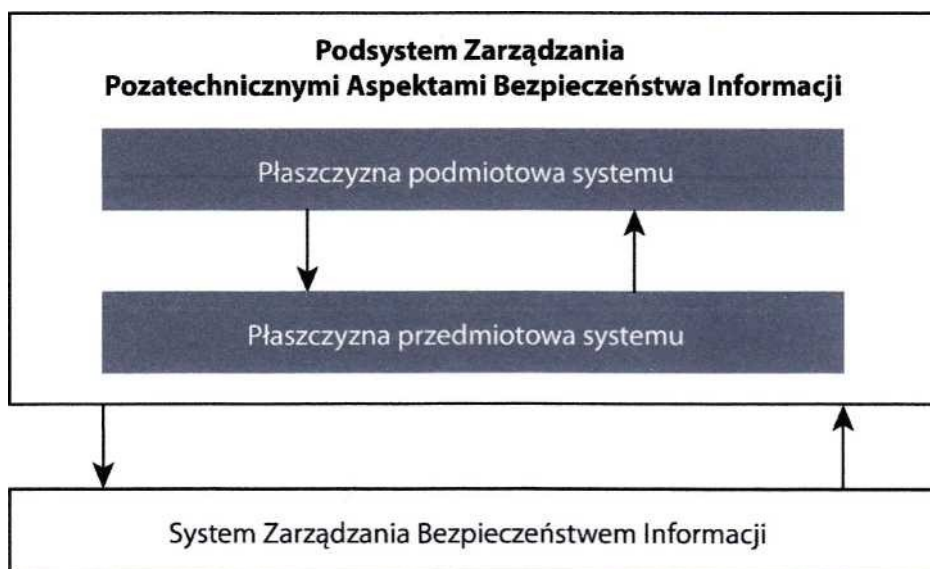 Podsystem Zarządzania
Pozatechnicznymi Aspektami Bezpieczeństwa Informacji
Płaszczyzna podmiotowa systemu
Płaszczyzna przedmiotowa systemu
System Zarządzania Bezpieczeństwem Informacji